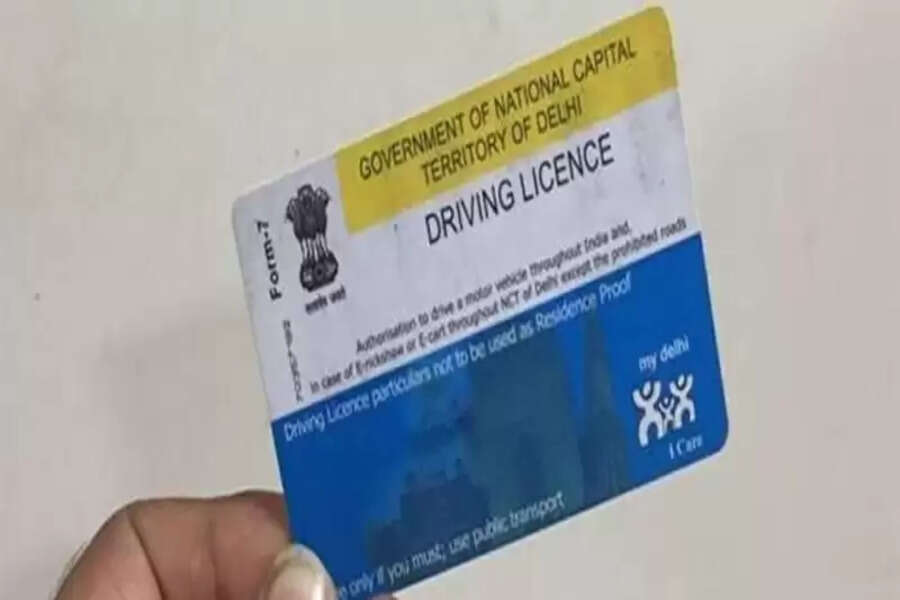 GOVERNMENT OF NATIONAL CAPITAL
TERRITORY OF DELHI
DRIVING LICENCE
Form-7
सत्यमेव जयते
Authorisation to drive a motor vehicle throughout India and,
in case of E-rickshaw or E-cart throughout NCT of Delhi except the prohibited roads
Driving Licence particulars not to be used as Residence Proof
my delhi
I Care
only if you must; use public transport